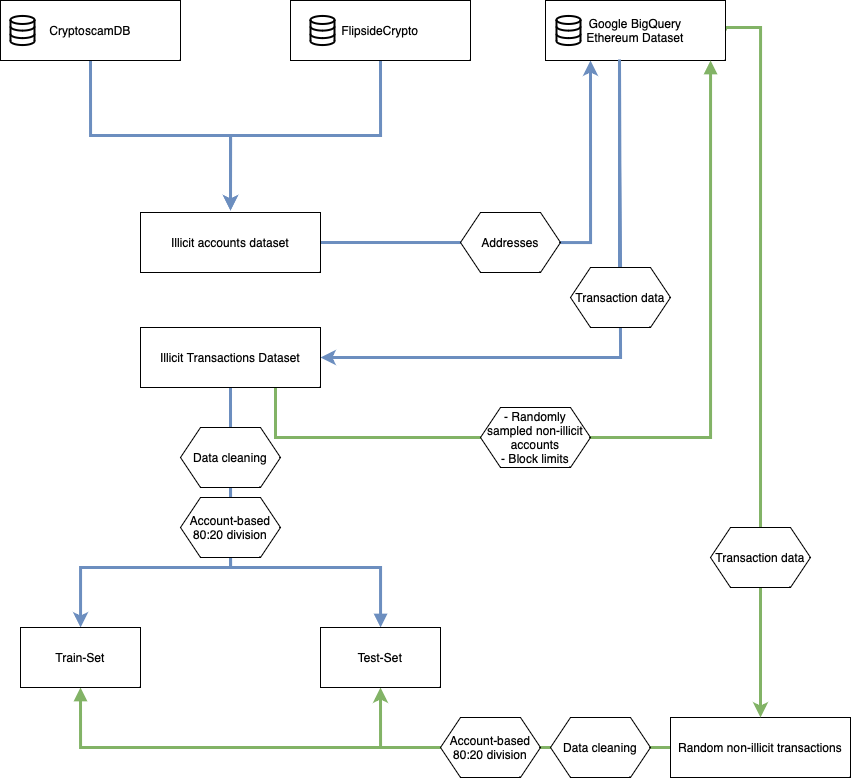 CryptoscamDB
FlipsideCrypto
Google BigQuery
Ethereum Dataset
Illicit accounts dataset
Addresses
Transaction data
Illicit Transactions Dataset
- Randomly
sampled non-illicit
accounts
- Block limits
Data cleaning
Account-based
80:20 division
Transaction data
Train-Set
Test-Set
Account-based
80:20 division
Data cleaning
Random non-illicit transactions